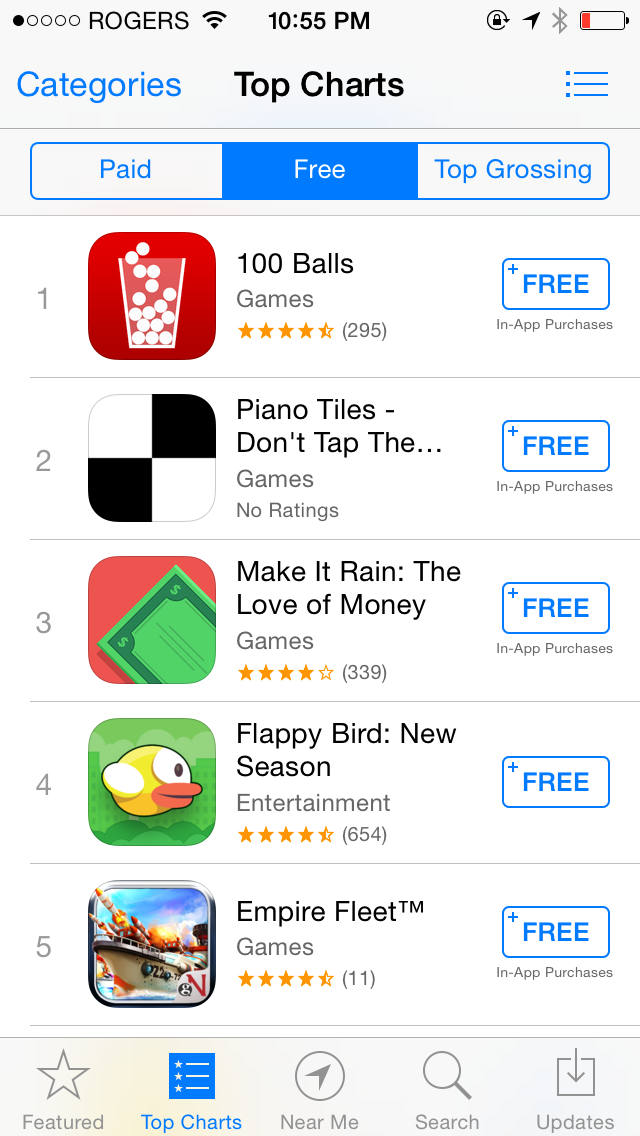 ROGERS 10:55 PM
Categories Top Charts
Paid Free Top Grossing
1
100 Balls
Games
(295)
+ FREE
In-App Purchases
2
Piano Tiles -
Don't Tap The...
Games
No Ratings
+ FREE
In-App Purchases
3
Make It Rain: The
Love of Money
Games
(339)
+ FREE
In-App Purchases
4
Flappy Bird: New
Season
Entertainment
(654)
+ FREE
5
Empire Fleet™
Games
(11)
+ FREE
In-App Purchases
Featured Top Charts Near Me Search Updates